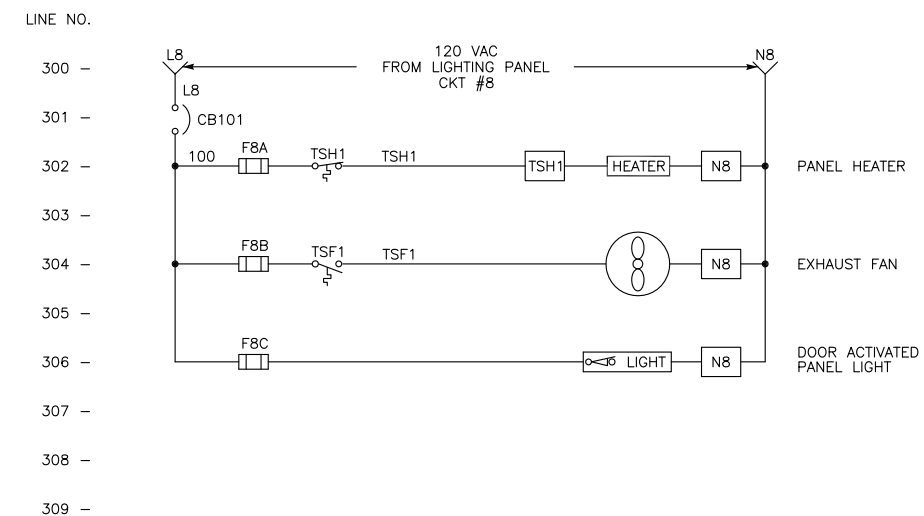 LINE NO.
L8
120 VAC
N8
300 –
FROM LIGHTING PANEL
CKT #8
L8
301 –
CB101
302 –
100
F8A
TSH1
TSH1
TSH1
HEATER
N8
PANEL HEATER
303 –
304 –
F8B
TSF1
TSF1
N8
EXHAUST FAN
305 –
306 –
F8C
LIGHT
N8
DOOR ACTIVATED
PANEL LIGHT
307 –
308 –
309 –